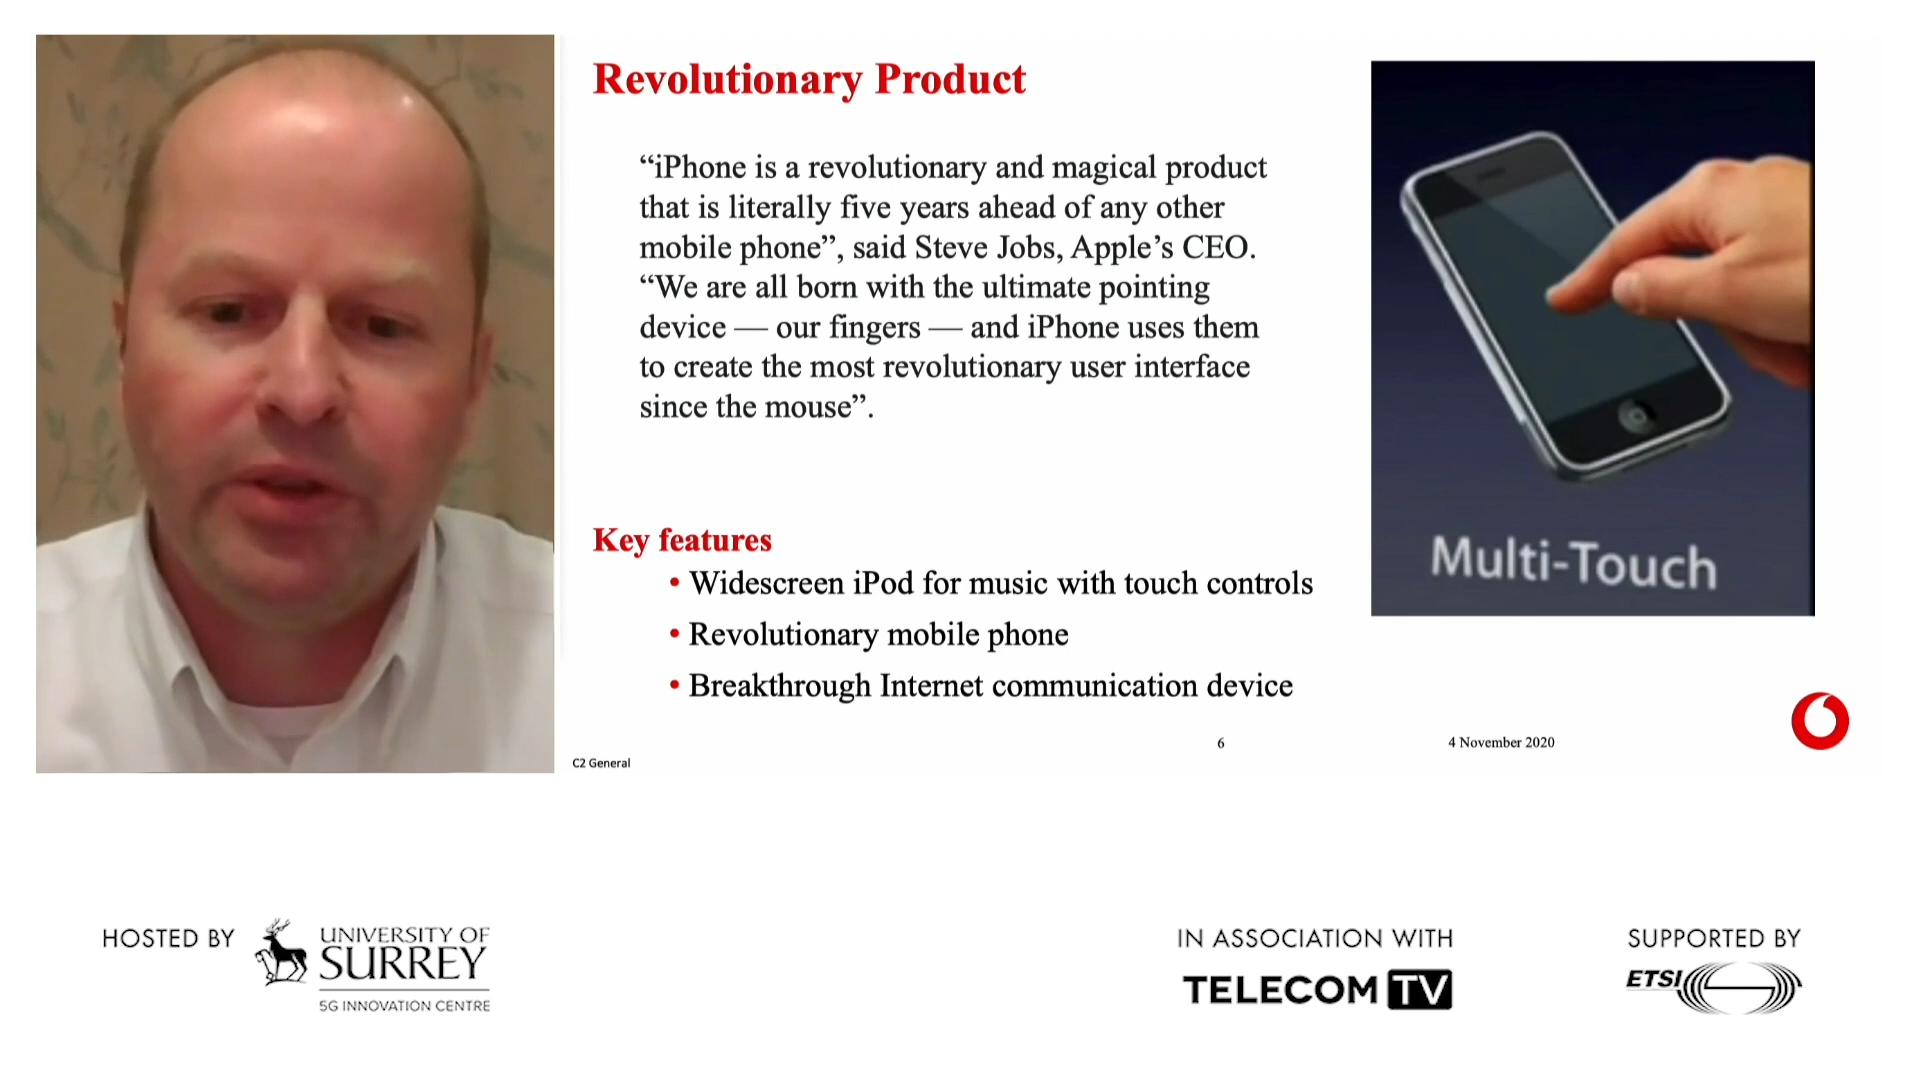 Revolutionary Product
“iPhone is a revolutionary and magical product
that is literally five years ahead of any other
mobile phone”, said Steve Jobs, Apple’s CEO.
“We are all born with the ultimate pointing
device — our fingers — and iPhone uses them
to create the most revolutionary user interface
since the mouse”.
Key features
• Widescreen iPod for music with touch controls
• Revolutionary mobile phone
• Breakthrough Internet communication device
Multi-Touch
6
4 November 2020
C2 General
HOSTED BY
UNIVERSITY OF
SURREY
5G INNOVATION CENTRE
IN ASSOCIATION WITH
TELECOM TV
SUPPORTED BY
ETSI